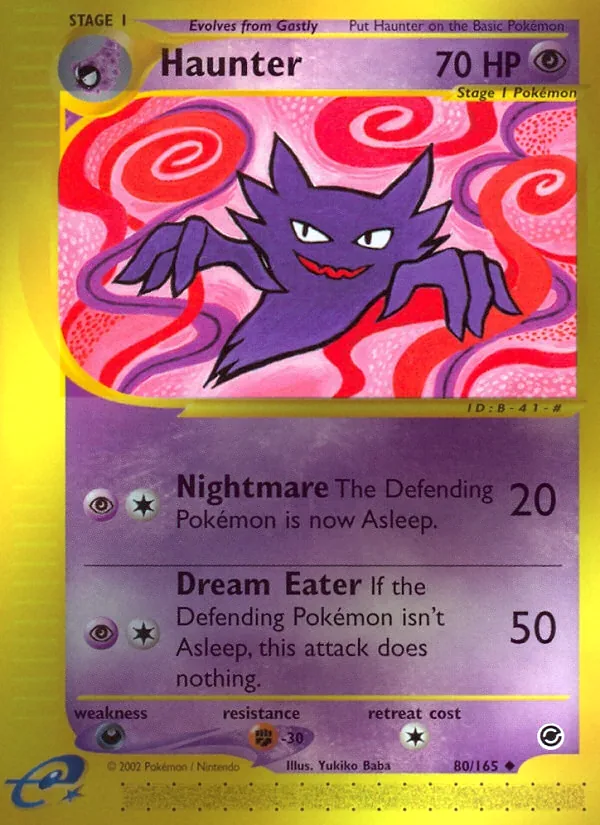 STAGE 1
Evolves from Gastly
Put Haunter on the Basic Pokémon
Haunter
70 HP
Stage 1 Pokémon
ID:B-41-#
Nightmare The Defending
Pokémon is now Asleep.
20
Dream Eater If the
Defending Pokémon isn't
Asleep, this attack does
nothing.
50
weakness
resistance
retreat cost
-30
© 2002 Pokémon / Nintendo
Illus. Yukiko Baba
80/165
e